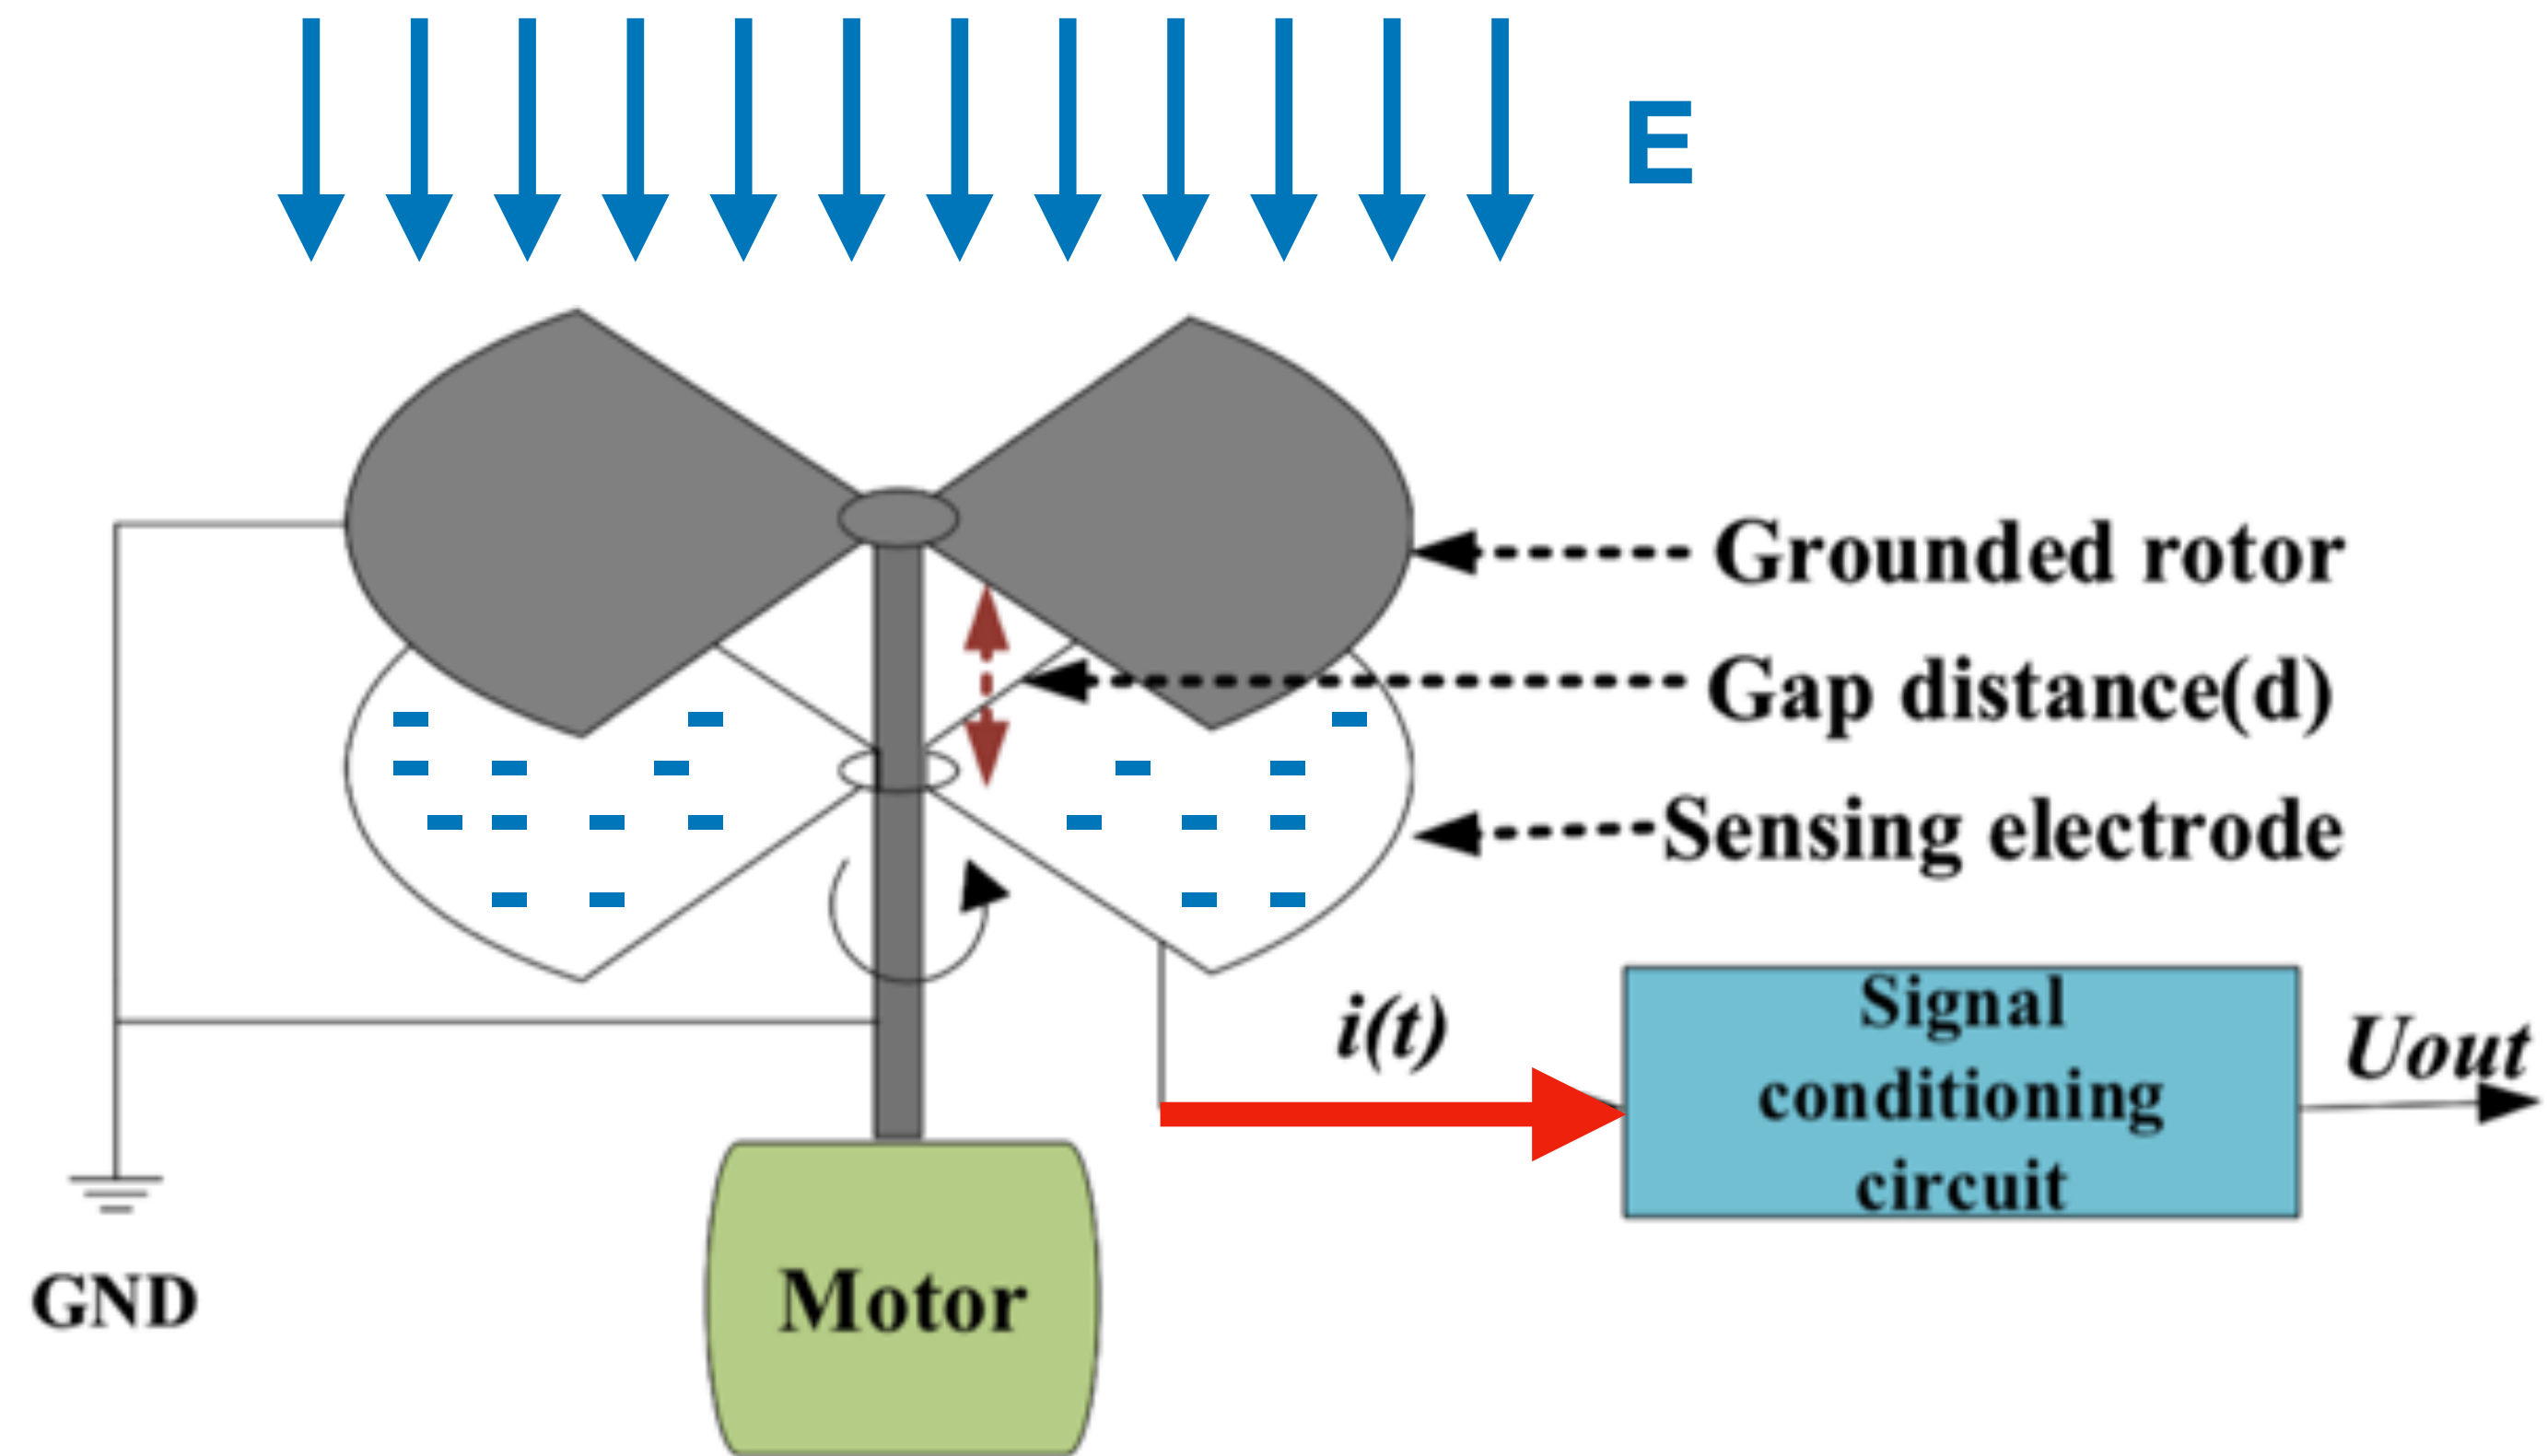 E
Grounded rotor
Gap distance(d)
Sensing electrode
i(t)
Signal
conditioning
circuit
Uout
GND
Motor